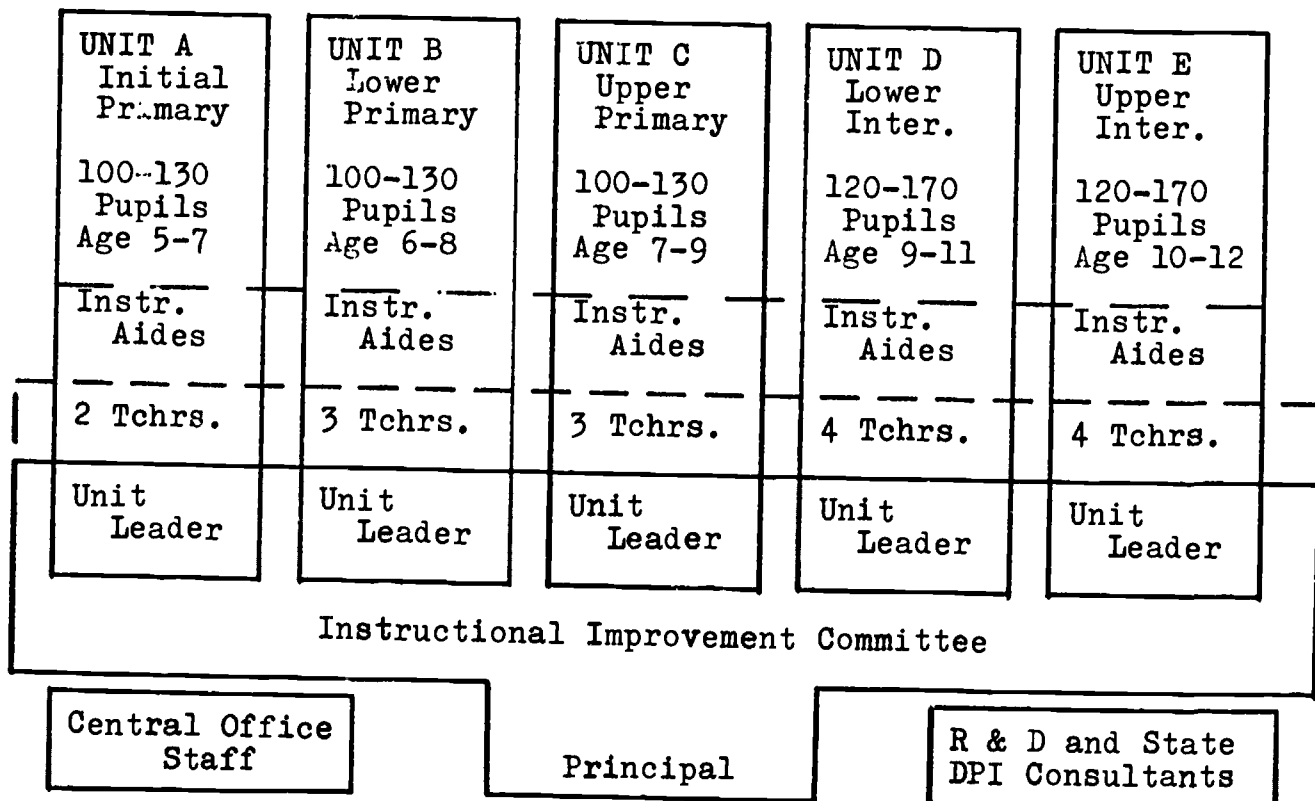 UNIT A
Initial
Primary
100-130
Pupils
Age 5-7
Instr.
Aides
2 Tchrs.
Unit
Leader
UNIT B
Lower
Primary
100-130
Pupils
Age 6-8
Instr.
Aides
3 Tchrs.
Unit
Leader
UNIT C
Upper
Primary
100-130
Pupils
Age 7-9
Instr.
Aides
3 Tchrs.
Unit
Leader
UNIT D
Lower
Inter.
120-170
Pupils
Age 9-11
Instr.
Aides
4 Tchrs.
Unit
Leader
UNIT E
Upper
Inter.
120-170
Pupils
Age 10-12
Instr.
Aides
4 Tchrs.
Unit
Leader
Instructional Improvement Committee
Central Office
Staff
Principal
R & D and State
DPI Consultants